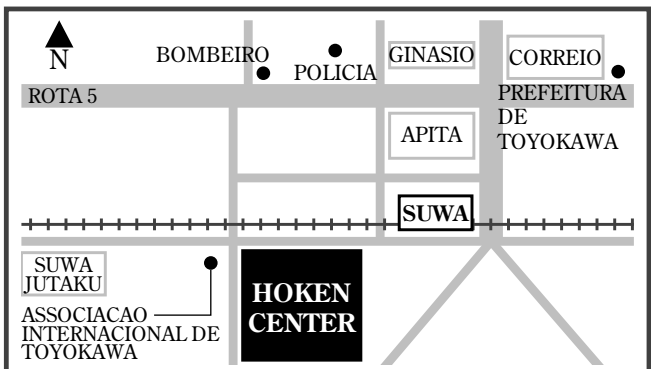 N
BOMBEIRO
POLICIA
GINASIO
CORREIO
ROTA 5
PREFEITURA
DE
TOYOKAWA
APITA
SUWA
SUWA
JUTAKU
HOKEN
CENTER
ASSOCIACAO
INTERNACIONAL DE
TOYOKAWA